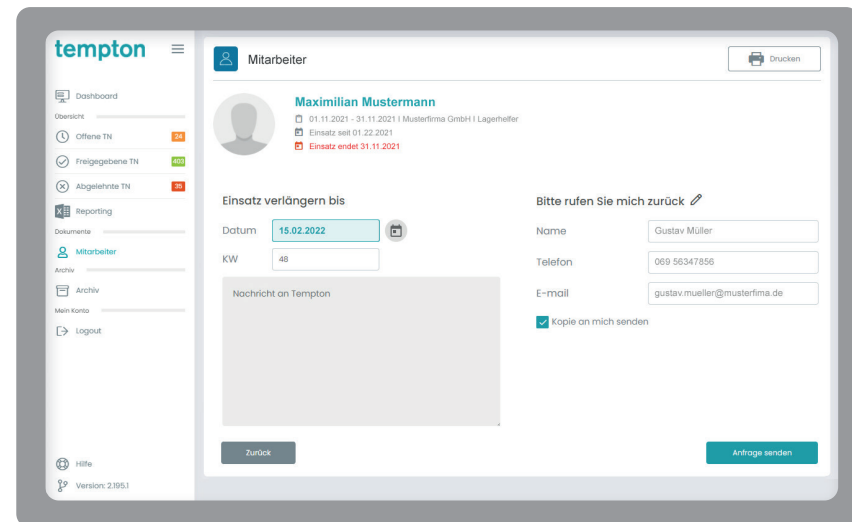 tempton
Dashboard
Übersicht
Offene TN 24
Freigegebene TN 403
Abgelehnte TN 35
Reporting
Dokumente
Mitarbeiter
Archiv
Archiv
Mein Konto
Logout
Hilfe
Version: 2.195.1
Mitarbeiter
Drucken
Maximilian Mustermann
01.11.2021 - 31.11.2021 I Musterfirma GmbH I Lagerhelfer
Einsatz seit 01.22.2021
Einsatz endet 31.11.2021
Einsatz verlängern bis
Datum 15.02.2022
KW 48
Nachricht an Tempton
Zurück
Bitte rufen Sie mich zurück
Name Gustav Müller
Telefon 069 56347856
E-mail gustav.mueller@musterfima.de
Kopie an mich senden
Anfrage senden